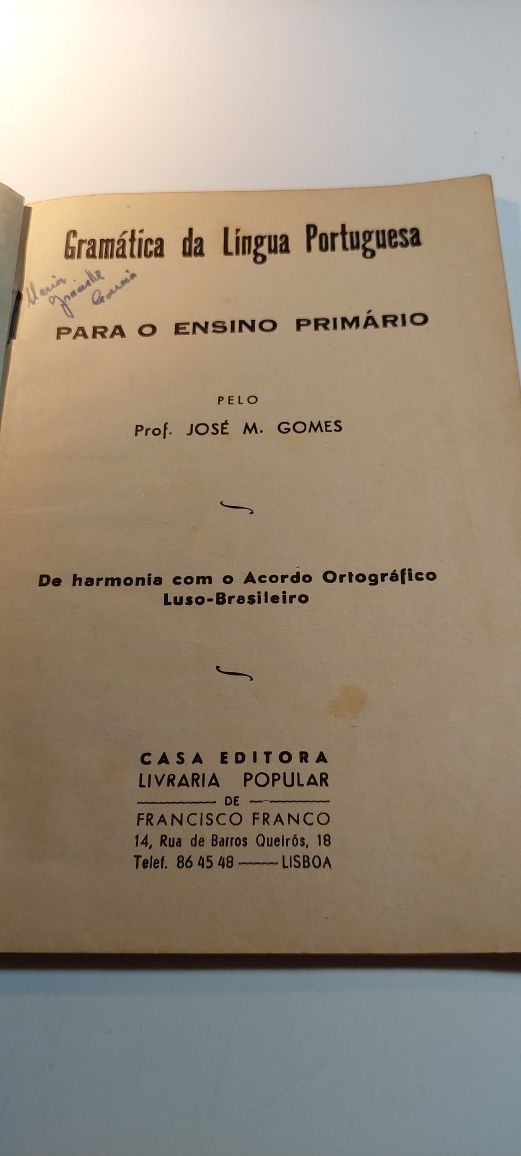 Gramática da Língua Portuguesa
Maria
PARA O ENSINO PRIMÁRIO
PELO
Prof. JOSÉ M. GOMES
De harmonia com o Acordo Ortográfico
Luso-Brasileiro
CASA EDITORA
LIVRARIA POPULAR
DE
FRANCISCO FRANCO
14, Rua de Barros Queirós, 18
Telef. 86 45 48 —— LISBOA